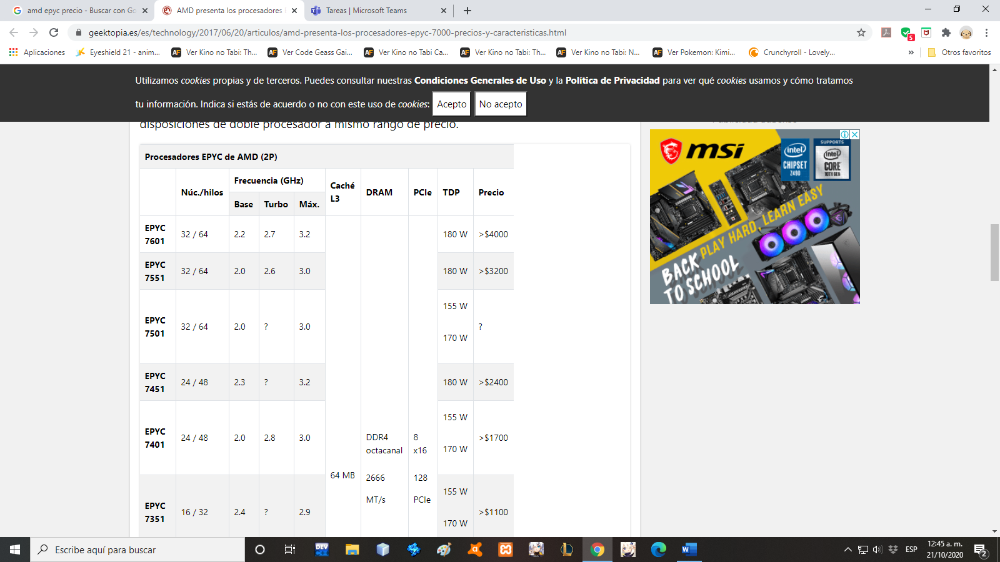 amd epyc precio - Buscar con Go
AMD presenta los procesadores
Tareas | Microsoft Teams
geektopia.es/es/technology/2017/06/20/articulos/amd-presenta-los-procesadores-epyc-7000-precios-y-caracteristicas.html
5
Aplicaciones
Eyeshield 21 - anim...
AF Ver Kino no Tabi: Th...
AF Ver Code Geass Gai...
AF Ver Kino no Tabi Ca...
AF Ver Kino no Tabi: Th...
AF Ver Kino no Tabi: N...
AF Ver Pokemon: Kimi...
Crunchyroll - Lovely...
»
Otros favoritos
Utilizamos cookies propias y de terceros. Puedes consultar nuestras Condiciones Generales de Uso y la Política de Privacidad para ver qué cookies usamos y cómo tratamos
tu información. Indica si estás de acuerdo o no con este uso de cookies: Acepto No acepto
disposiciones de doble procesador a mismo rango de precio.
Procesadores EPYC de AMD (2P)
Núc./hilos Frecuencia (GHz) Caché L3 DRAM PCIe TDP Precio
Base Turbo Máx.
EPYC 7601 32 / 64 2.2 2.7 3.2 180 W >$4000
EPYC 7551 32 / 64 2.0 2.6 3.0 180 W >$3200
EPYC 7501 32 / 64 2.0 ? 3.0 155 W 170 W ?
EPYC 7451 24 / 48 2.3 ? 3.2 180 W >$2400
EPYC 7401 24 / 48 2.0 2.8 3.0 155 W 170 W >$1700
EPYC 7351 16 / 32 2.4 ? 2.9 155 W 170 W >$1100
64 MB
DDR4 octacanal
2666
MT/s
8 x16
128
PCIe
msi
intel
CHIPSET
Z490
SUPPORTS
intel
CORE
10TH GEN
PLAY HARD, LEARN EASY
BACK
TO SCHOOL
Escribe aquí para buscar
DEV
W
ESP
12:45 a. m.
21/10/2020
2